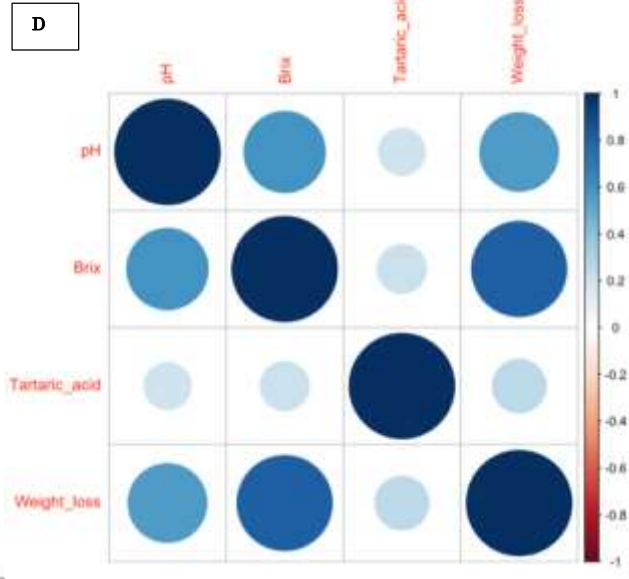 D
pH
Brix
Tartaric_acid
Weight_loss
pH
Brix
Tartaric_acid
Weight_loss
1
0.8
0.6
0.4
0.2
0
-0.2
-0.4
-0.6
-0.8
-1